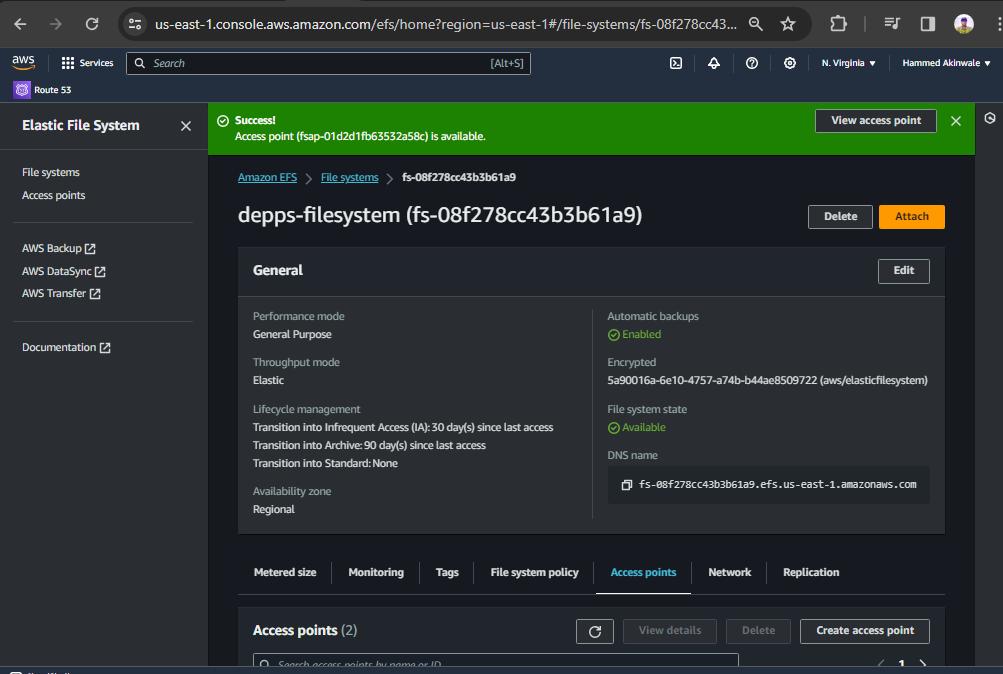 us-east-1.console.aws.amazon.com/efs/home?region=us-east-1#/file-systems/fs-08f278cc43...
aws
Services
Search
[Alt+S]
N. Virginia
Hammed Akinwale
Route 53
Elastic File System
File systems
Access points
AWS Backup
AWS DataSync
AWS Transfer
Documentation
Success!
Access point (fsap-01d2d1fb63532a58c) is available.
View access point
Amazon EFS
File systems
fs-08f278cc43b3b61a9
depps-filesystem (fs-08f278cc43b3b61a9)
Delete
Attach
General
Edit
Performance mode
General Purpose
Throughput mode
Elastic
Lifecycle management
Transition into Infrequent Access (IA): 30 day(s) since last access
Transition into Archive: 90 day(s) since last access
Transition into Standard: None
Availability zone
Regional
Automatic backups
Enabled
Encrypted
5a90016a-6e10-4757-a74b-b44ae8509722 (aws/elasticfilesystem)
File system state
Available
DNS name
fs-08f278cc43b3b61a9.efs.us-east-1.amazonaws.com
Metered size
Monitoring
Tags
File system policy
Access points
Network
Replication
Access points (2)
View details
Delete
Create access point
Search access points by name or ID
1